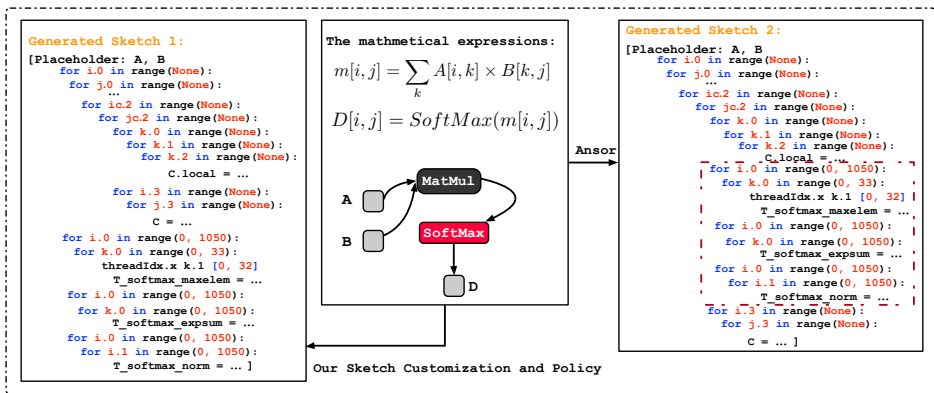 Generated Sketch 1:
[Placeholder: A, B
for i.0 in range(None):
for j.0 in range(None):
...
for ic.2 in range(None):
for jc.2 in range(None):
for k.0 in range(None):
for k.1 in range(None):
for k.2 in range(None):
C.local = ...
for i.3 in range(None):
for j.3 in range(None):
C = ...
for i.0 in range(0, 1050):
for k.0 in range(0, 33):
threadIdx.x k.1 [0, 32]
T_softmax_maxelem = ...
for i.0 in range(0, 1050):
for k.0 in range(0, 1050):
T_softmax_expsum = ...
for i.0 in range(0, 1050):
for i.1 in range(0, 1050):
T_softmax_norm = ... ]
The mathmetical expressions:
m[i, j] = ∑ A[i, k] × B[k, j]
k
D[i, j] = SoftMax(m[i, j])
MatMul
A
B
SoftMax
D
Ansor
Our Sketch Customization and Policy
Generated Sketch 2:
[Placeholder: A, B
for i.0 in range(None):
for j.0 in range(None):
...
for ic.2 in range(None):
for jc.2 in range(None):
for k.0 in range(None):
for k.1 in range(None):
for k.2 in range(None):
C.local = ...
for i.0 in range(0, 1050):
for k.0 in range(0, 33):
threadIdx.x k.1 [0, 32]
T_softmax_maxelem = ...
for i.0 in range(0, 1050):
for k.0 in range(0, 1050):
T_softmax_expsum = ...
for i.0 in range(0, 1050):
for i.1 in range(0, 1050):
T_softmax_norm = ...
for i.3 in range(None):
for j.3 in range(None):
C = ... ]